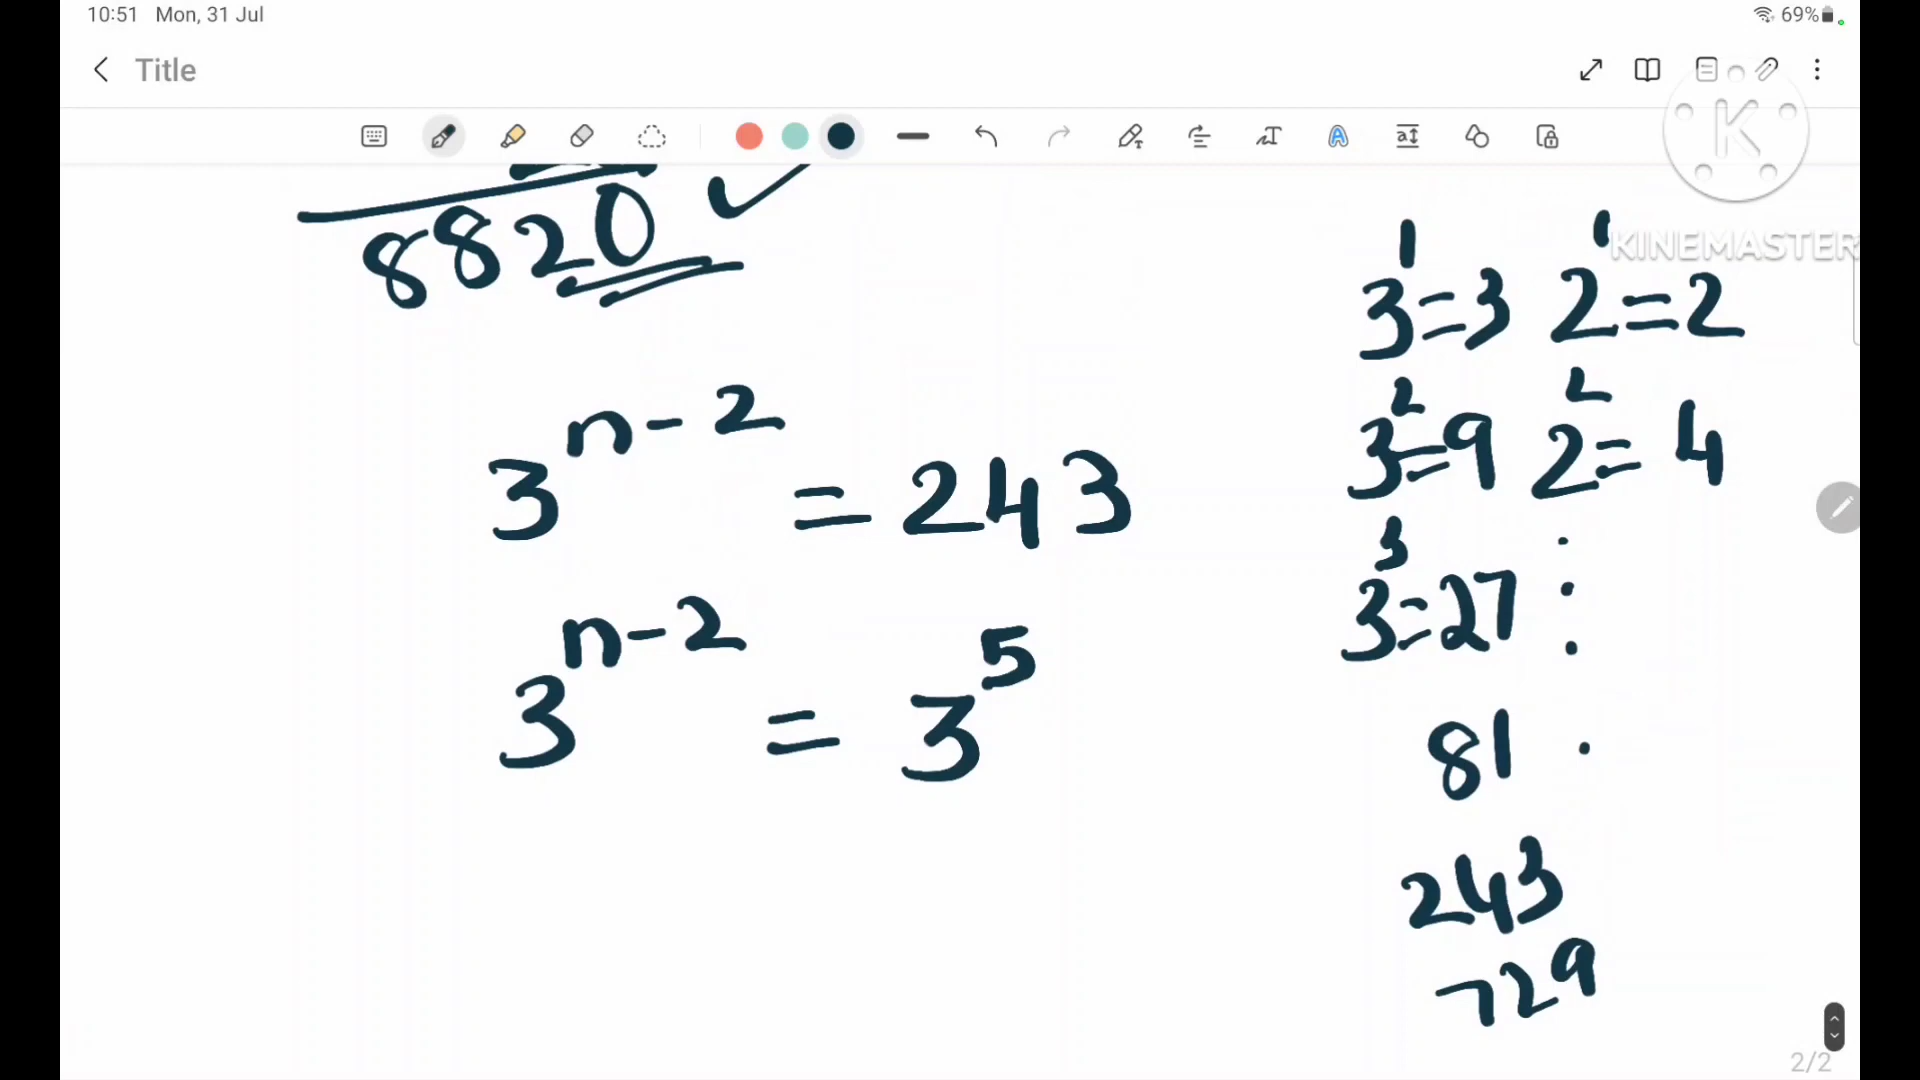 10:51 Mon, 31 Jul 69%
Title
K
KINEMASTER
8820
3^{n-2} = 243
3^{n-2} = 3^5
3^1=3 2^1=2
3^2=9 2^2=4
3^3=27
81
243
729
2/2